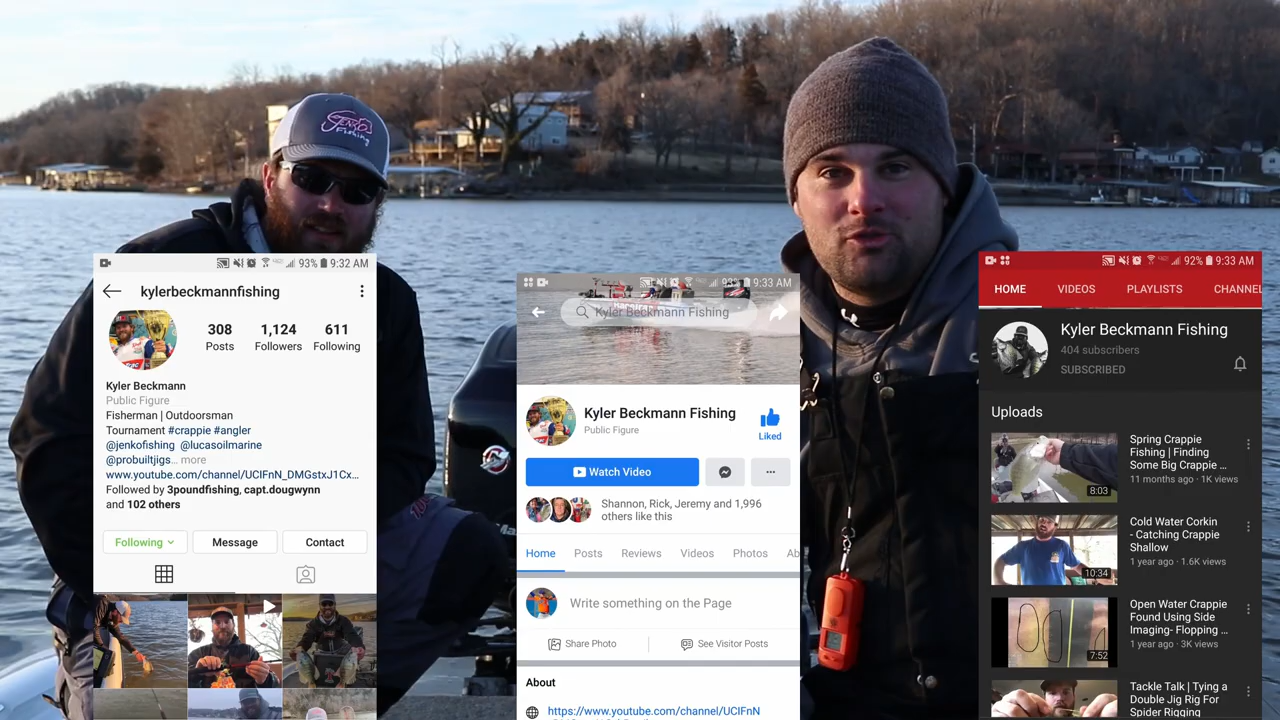 JENKO
Fishing
93% 9:32 AM
kylerbeckmannfishing
308
1,124
611
Posts
Followers
Following
Kyler Beckmann
Public Figure
Fisherman | Outdoorsman
Tournament #crappie #angler
@jenkofishing @lucasoilmarine
@probuiltjigs... more
www.youtube.com/channel/UCIFnN_DMGstxJ1Cx...
Followed by 3poundfishing, capt.dougwynn
and 102 others
Following
Message
Contact
93% 9:33 AM
Kyler Beckmann Fishing
Kyler Beckmann Fishing
Public Figure
Liked
Watch Video
Shannon, Rick, Jeremy and 1,996
others like this
Home Posts Reviews Videos Photos Ab
Write something on the Page
Share Photo
See Visitor Posts
About
https://www.youtube.com/channel/UCIFnN
92% 9:33 AM
HOME VIDEOS PLAYLISTS CHANNEL
Kyler Beckmann Fishing
404 subscribers
SUBSCRIBED
Uploads
Spring Crappie
Fishing | Finding
Some Big Crappie ...
11 months ago · 1K views
8:03
Cold Water Corkin
- Catching Crappie
Shallow
1 year ago · 1.6K views
10:34
Open Water Crappie
Found Using Side
Imaging- Flopping ...
1 year ago · 3K views
7:52
Tackle Talk | Tying a
Double Jig Rig For
Spider Rigging